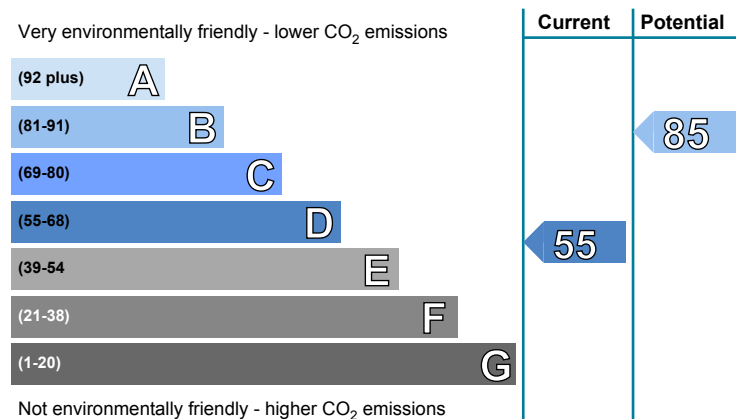 Very environmentally friendly - lower CO₂ emissions
Current
Potential
(92 plus) A
(81-91) B
(69-80) C
(55-68) D
(39-54 E
(21-38) F
(1-20) G
85
55
Not environmentally friendly - higher CO₂ emissions